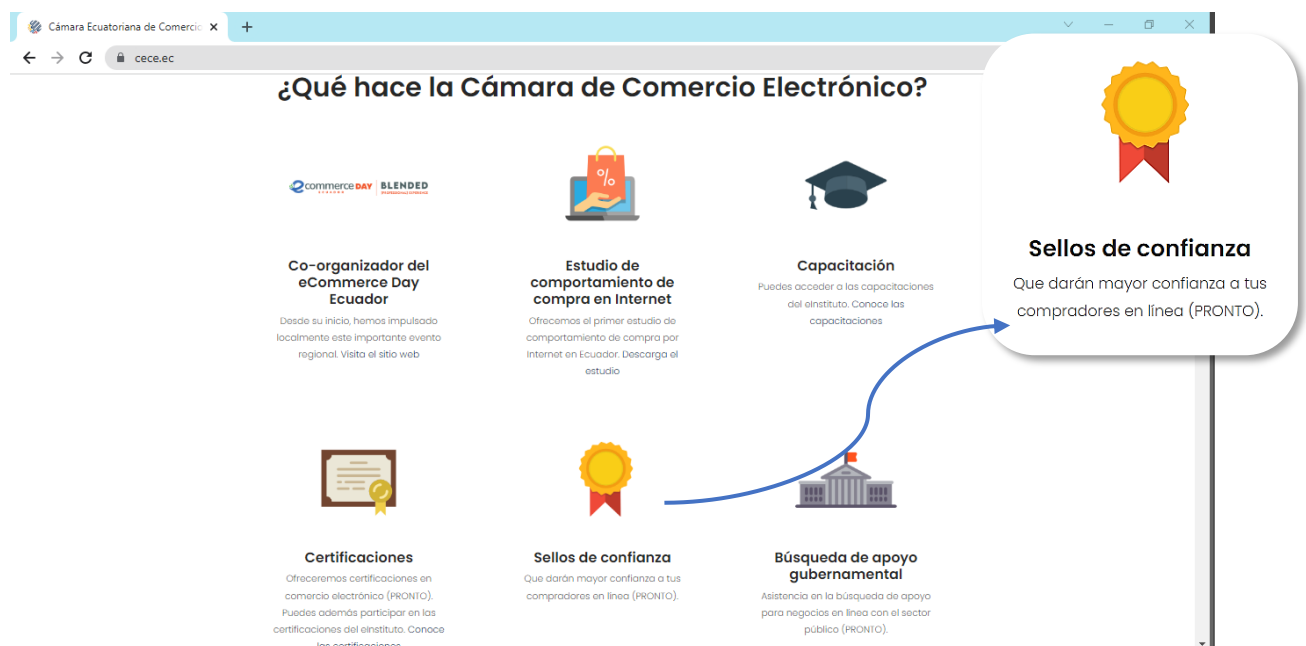 Cámara Ecuatoriana de Comercio
cece.ec
¿Qué hace la Cámara de Comercio Electrónico?
ecommerce DAY BLENDED
ECUADOR
Co-organizador del
eCommerce Day
Ecuador
Desde su inicio, hemos impulsado
localmente este importante evento
regional. Visita el sitio web
%
Estudio de
comportamiento de
compra en Internet
Ofrecemos el primer estudio de
comportamiento de compra por
Internet en Ecuador. Descarga el
estudio
Capacitación
Puedes acceder a las capacitaciones
del eInstituto. Conoce las
capacitaciones
Sellos de confianza
Que darán mayor confianza a tus
compradores en línea (PRONTO).
Certificaciones
Ofreceremos certificaciones en
comercio electrónico (PRONTO).
Puedes además participar en las
certificaciones del eInstituto. Conoce
las certificaciones
Sellos de confianza
Que darán mayor confianza a tus
compradores en línea (PRONTO).
Búsqueda de apoyo
gubernamental
Asistencia en la búsqueda de apoyo
para negocios en línea con el sector
público (PRONTO).